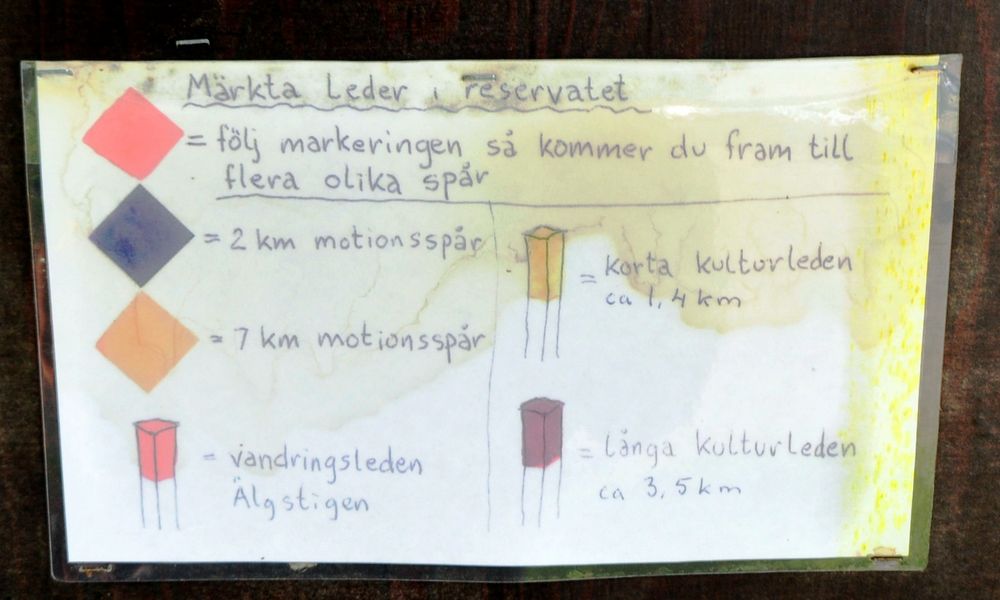 Märkta Leder i reservatet
= följ markeringen så kommer du fram till
flera olika spår
= 2 km motionsspår
= 7 km motionsspår
= vandringsleden
Älgstigen
= Korta kulturleden
ca 1,4 km
= Långa kulturleden
ca 3,5 km